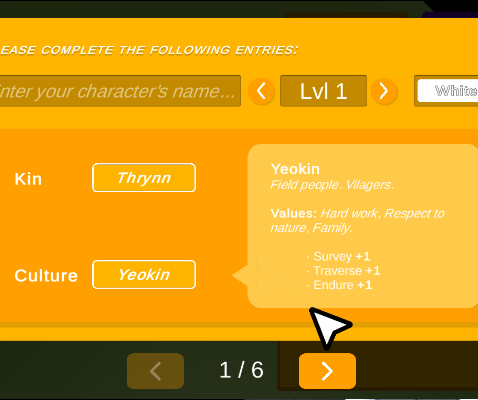 EASE COMPLETE THE FOLLOWING ENTRIES:
nter your character's name...
Lvl 1
White
Kin
Thrynn
Culture
Yeokin
Yeokin
Field people. Vllagers.
Values: Hard work, Respect to
nature, Family.
· Survey +1
· Traverse +1
· Endure +1
1 / 6